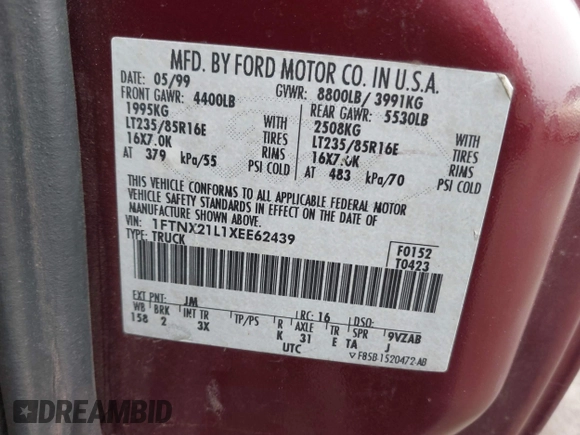 MFD. BY FORD MOTOR CO. IN U.S.A.
DATE: 05/99 GVWR: 8800LB/ 3991KG
FRONT GAWR: 4400LB REAR GAWR: 5530LB
1995KG WITH 2508KG WITH
LT235/85R16E TIRES LT235/85R16E TIRES
16X7.0K RIMS 16X7.0K RIMS
AT 379 kPa/55 PSI COLD AT 483 kPa/70 PSI COLD
THIS VEHICLE CONFORMS TO ALL APPLICABLE FEDERAL MOTOR
VEHICLE SAFETY STANDARDS IN EFFECT ON THE DATE OF
MANUFACTURE SHOWN ABOVE.
VIN: 1FTNX21L1XEE62439
TYPE: TRUCK
F0152
T0423
EXT PNT: JM RC: 16
WB BRK INT TR TP/PS R AXLE TR SPR 9VZAB
158 2 3X K 31 E TA J
UTC
▽ F85B-1520472-AB
DREAMBID